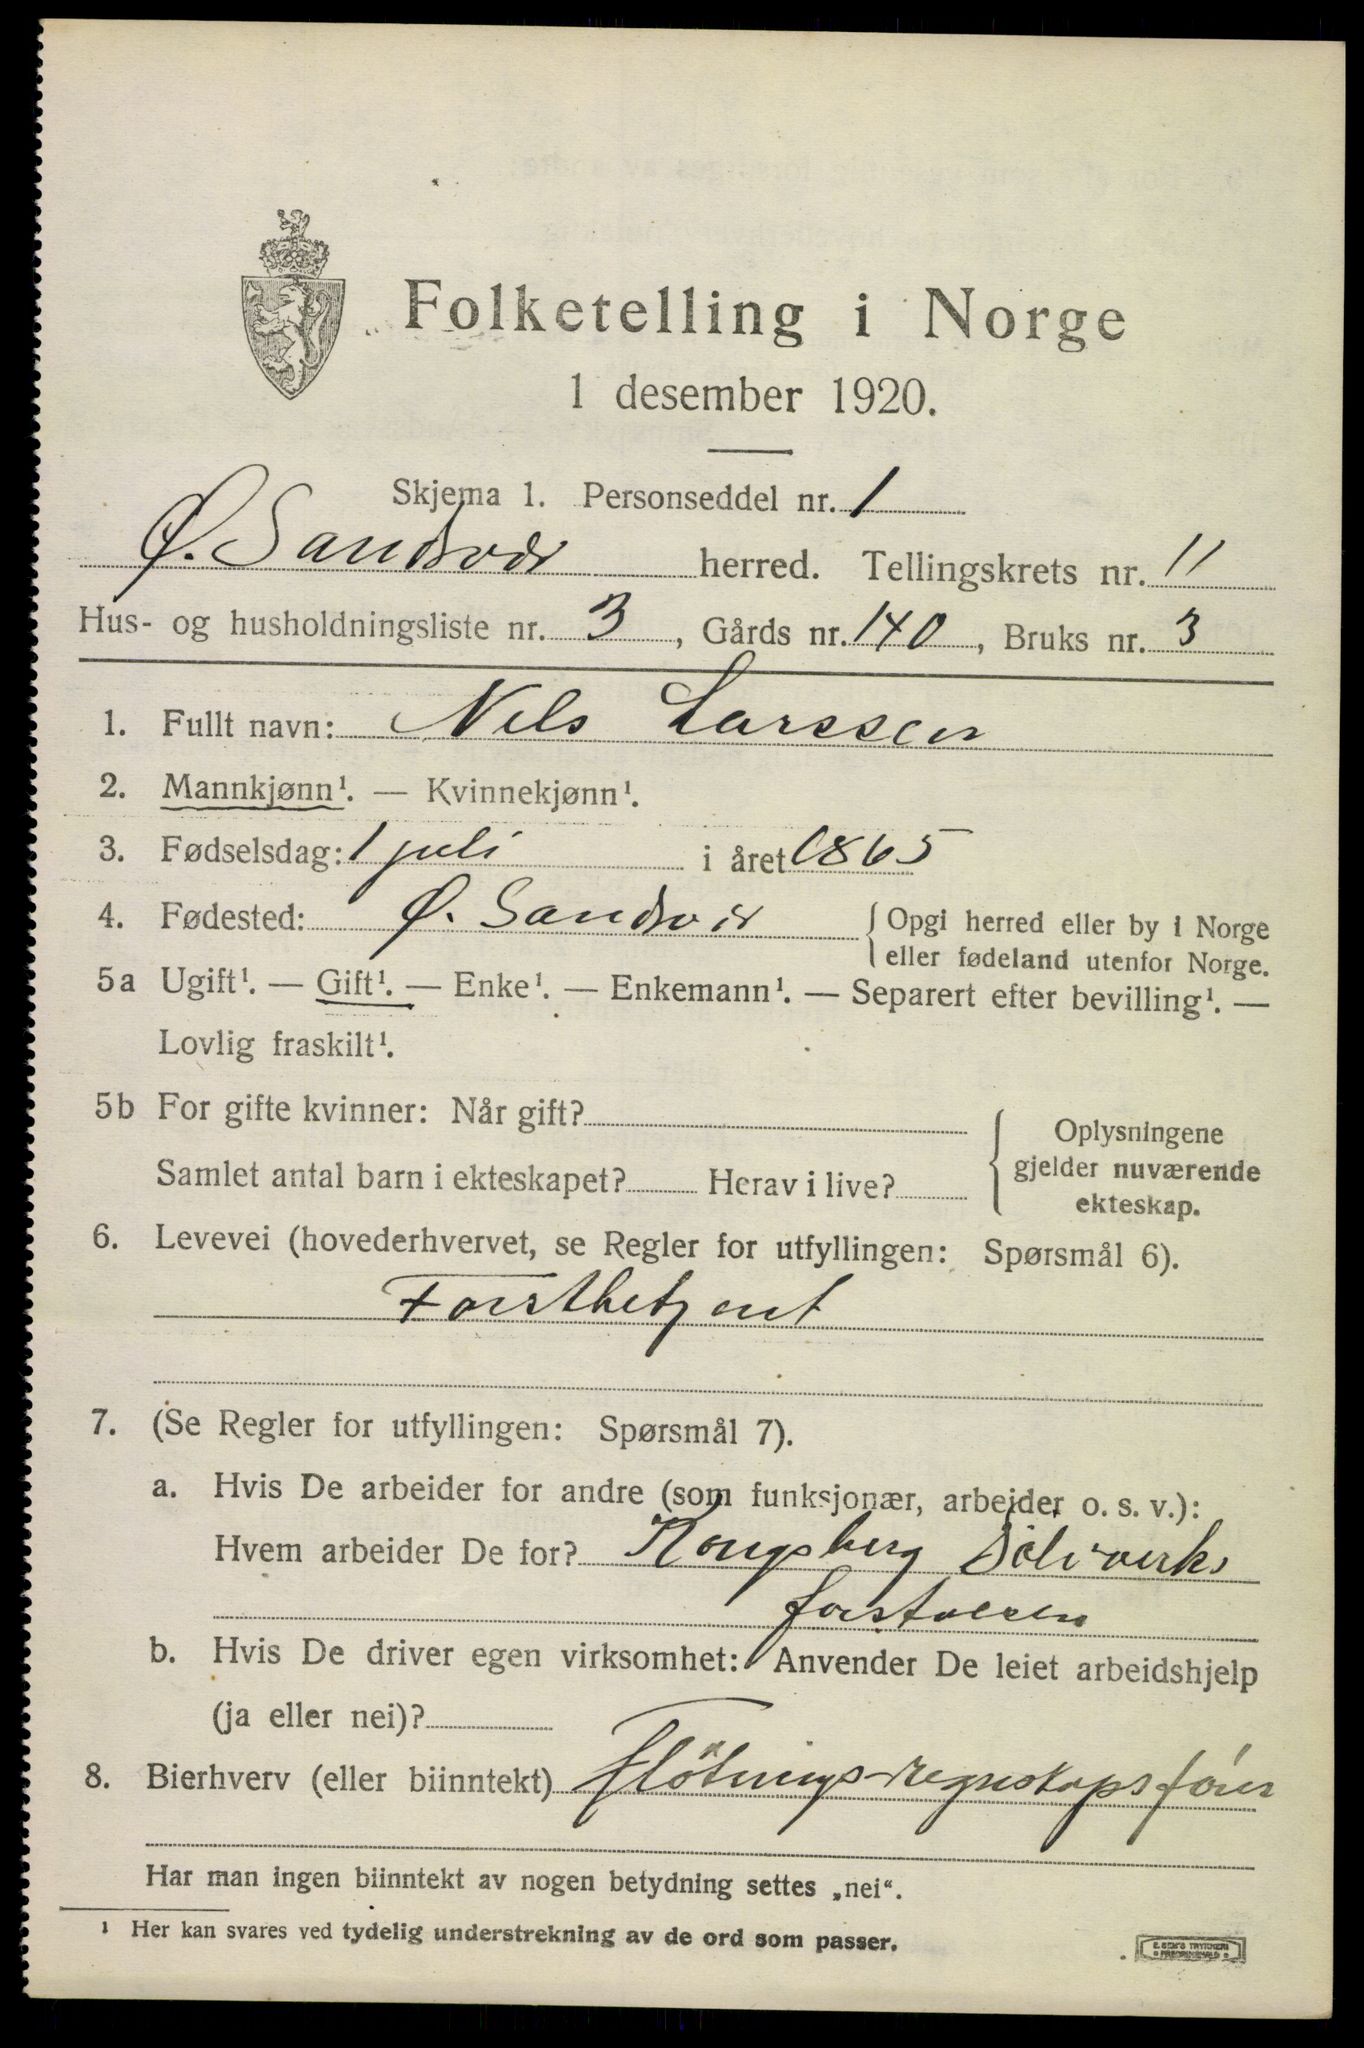 Folketelling i Norge
1 desember 1920.
Skjema 1. Personseddel nr. 1
Ø. Sandsvær herred. Tellingskrets nr. 11
Hus- og husholdningsliste nr. 3, Gårds nr. 140, Bruks nr. 3
1. Fullt navn: Nils Larssen
2. Mannkjønn¹. — Kvinnekjønn¹.
3. Fødselsdag: 1 juli i året 1865
4. Fødested: Ø. Sandsvær { Opgi herred eller by i Norge
eller fødeland utenfor Norge.
5a Ugift¹. — Gift¹. — Enke¹. — Enkemann¹. — Separert efter bevilling¹. —
Lovlig fraskilt¹.
5b For gifte kvinner: Når gift?
Samlet antal barn i ekteskapet? Herav i live?
{ Oplysningene
gjelder nuværende
ekteskap.
6. Levevei (hovederhvervet, se Regler for utfyllingen: Spørsmål 6).
Forstbetjent
7. (Se Regler for utfyllingen: Spørsmål 7).
a. Hvis De arbeider for andre (som funksjonær, arbeider o. s. v.):
Hvem arbeider De for? Kongsberg Sölvverks
forstvesen
b. Hvis De driver egen virksomhet: Anvender De leiet arbeidshjelp
(ja eller nei)?
8. Bierhverv (eller biinntekt) Flötnings-regnskapsförer
Har man ingen biinntekt av nogen betydning settes „nei“.
¹ Her kan svares ved tydelig understrekning av de ord som passer.
E. SEM'S TRYKKERI
FREDRIKSHALD